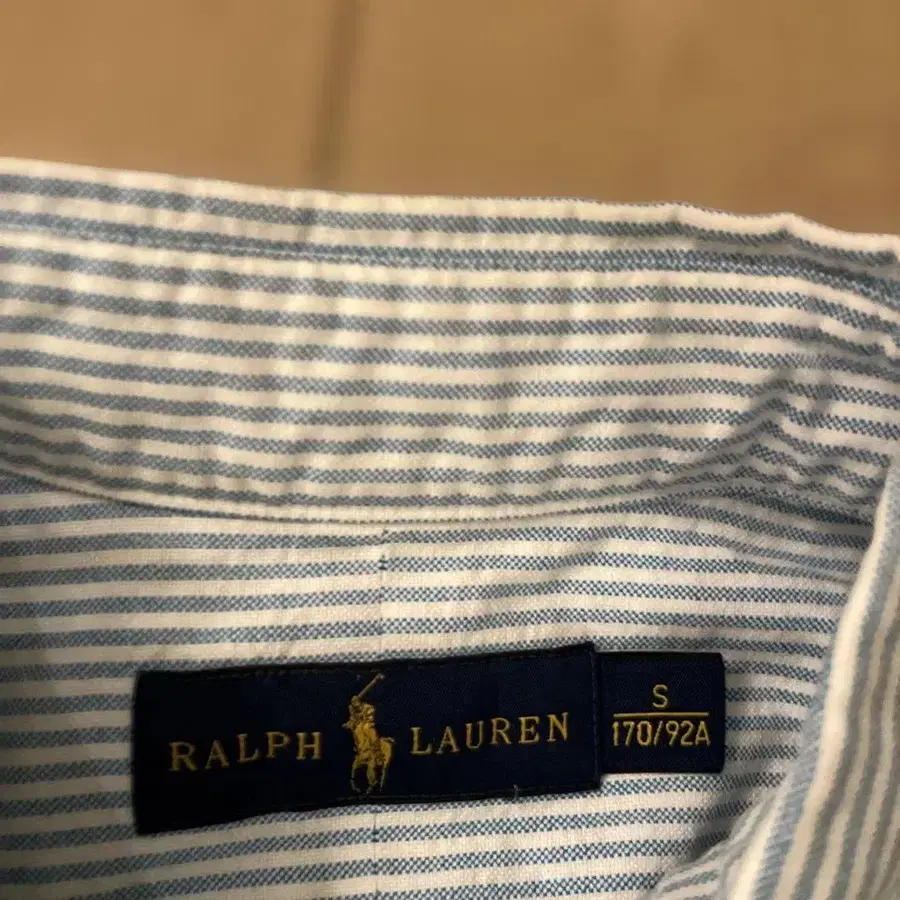 RALPH LAUREN
S
170/92A